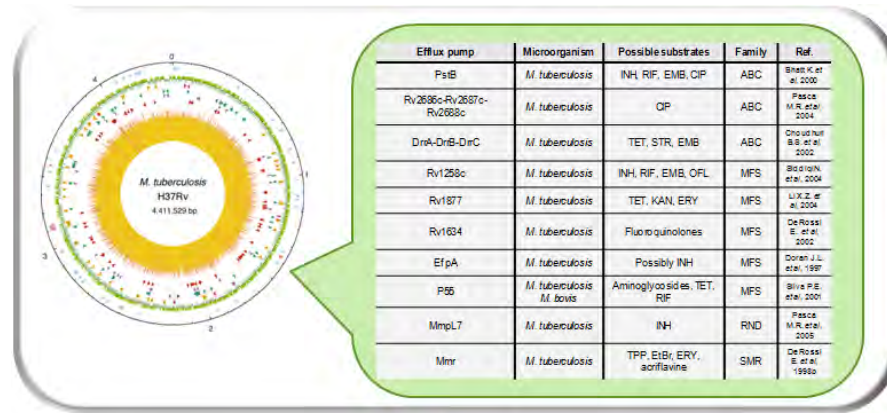 0
4
1
M. tuberculosis
H37Rv
4,411,529 bp
3
2
Efflux pump Microorganism Possible substrates Family Ref.
PstB M. tuberculosis INH, RIF, EMB, CIP ABC Bhatt K. et al, 2000
Rv2686c-Rv2687c-Rv2688c M. tuberculosis CIP ABC Pasca M.R. et al, 2004
DrrA-DrrB-DrrC M. tuberculosis TET, STR, EMB ABC Choudhuri B.S. et al, 2002
Rv1258c M. tuberculosis INH, RIF, EMB, OFL MFS et al, 2004
Rv1877 M. tuberculosis TET, KAN, ERY MFS Li X.Z. et al, 2004
Rv1634 M. tuberculosis Fluoroquinolones MFS De Rossi E. et al, 2002
EfpA M. tuberculosis Possibly INH MFS Doran J.L. et al, 1997
P55 M. tuberculosis
M. bovis Aminoglycosides, TET, RIF MFS Silva P.E. et al, 2001
MmpL7 M. tuberculosis INH RND Pasca M.R. et al, 2005
Mmr M. tuberculosis TPP, EtBr, ERY, acriflavine SMR De Rossi E. et al, 1998b